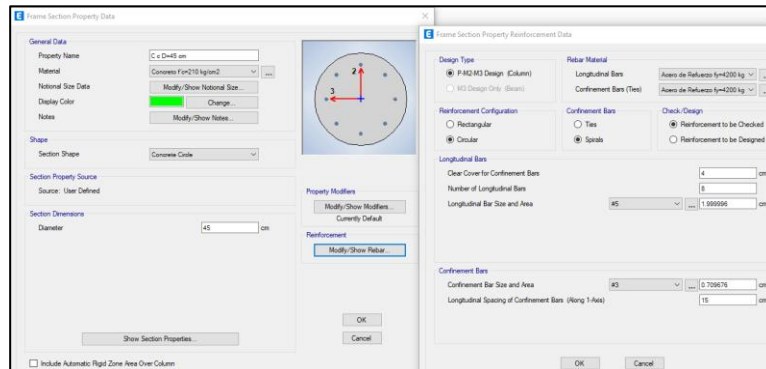 Frame Section Property Data
General Data
Property Name C c D=45 cm
Material Concreto f'c=210 kg/cm2 ...
Notional Size Data Modify/Show Notional Size...
Display Color Change...
Notes Modify/Show Notes...
Shape
Section Shape Concrete Circle
Section Property Source
Source: User Defined
Section Dimensions
Diameter 45 cm
Show Section Properties...
Include Automatic Rigid Zone Area Over Column
2
3
Property Modifiers
Modify/Show Modifiers...
Currently Default
Reinforcement
Modify/Show Rebar...
OK
Cancel
Frame Section Property Reinforcement Data
Design Type
P-M2-M3 Design (Column)
M3 Design Only (Beam)
Rebar Material
Longitudinal Bars Acero de Refuerzo fy=4200 kg
Confinement Bars (Ties) Acero de Refuerzo fy=4200 kg
Reinforcement Configuration
Rectangular
Circular
Confinement Bars
Ties
Spirals
Check/Design
Reinforcement to be Checked
Reinforcement to be Designed
Longitudinal Bars
Clear Cover for Confinement Bars 4 cm
Number of Longitudinal Bars 8
Longitudinal Bar Size and Area #5 ... 1.999996 cm
Confinement Bars
Confinement Bar Size and Area #3 ... 0.709676 cm
Longitudinal Spacing of Confinement Bars (Along 1-Axis) 15 cm
OK Cancel